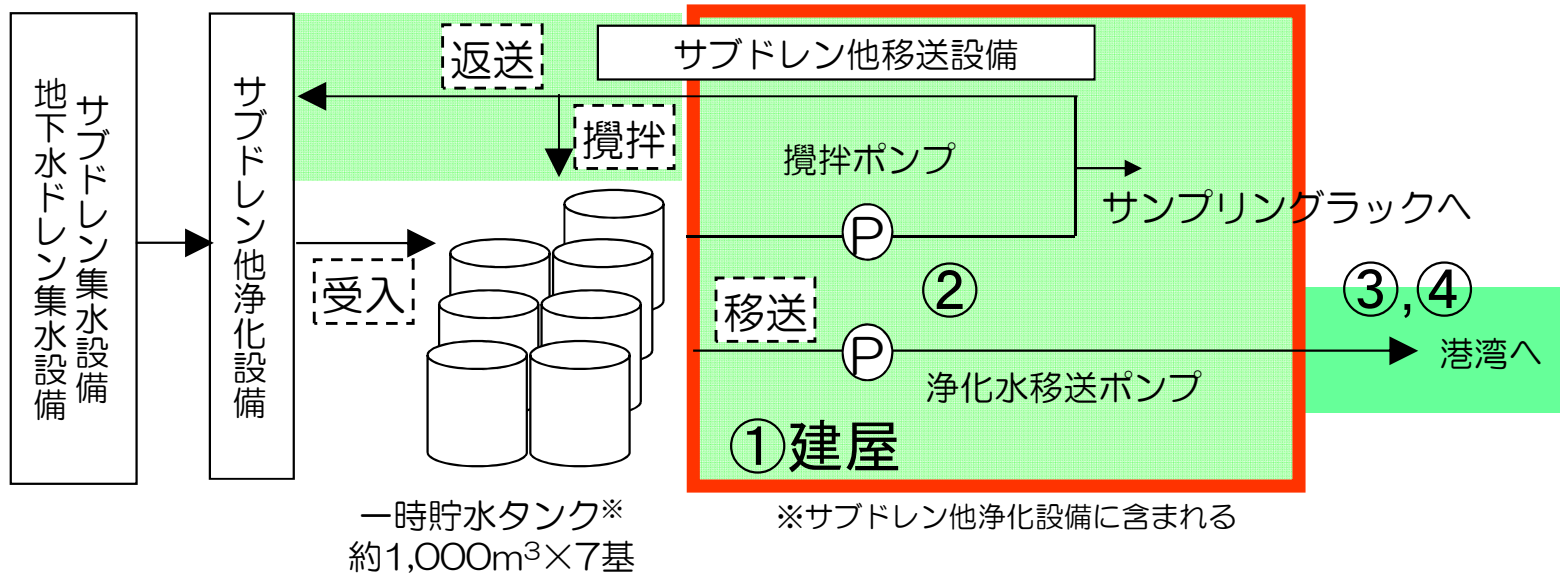 サブドレン集水設備
地下水ドレン集水設備
サブドレン他浄化設備
返送
サブドレン他移送設備
攪拌
攪拌ポンプ
サンプリングラックへ
P
受入
②
③,④
移送
P
港湾へ
浄化水移送ポンプ
①建屋
一時貯水タンク※
約1,000m³×7基
※サブドレン他浄化設備に含まれる